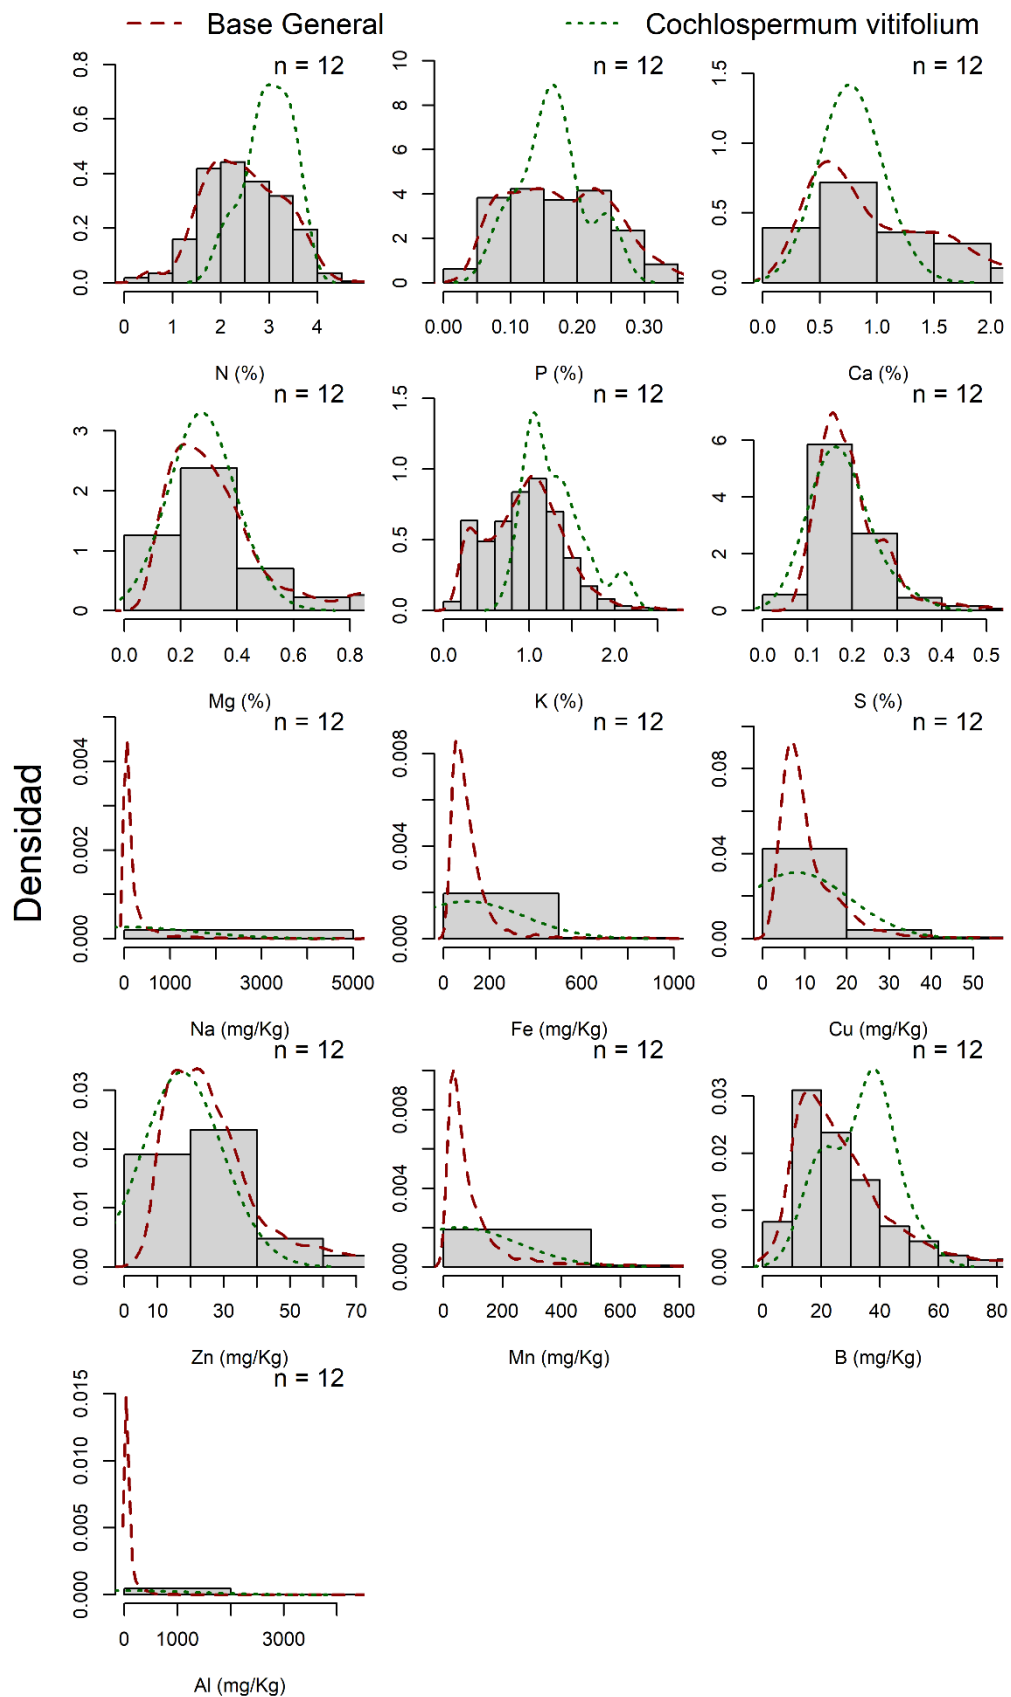 Base General Cochlospermum vitifolium
n = 12 n = 12 n = 12
0.0 0.2 0.4 0.6 0.8
0 2 4 6 8 10
0.0 0.5 1.0 1.5
0 1 2 3 4
0.00 0.10 0.20 0.30
0.0 0.5 1.0 1.5 2.0
N (%) P (%) Ca (%)
n = 12 n = 12 n = 12
0 1 2 3
0.0 0.5 1.0 1.5
0 2 4 6
0.0 0.2 0.4 0.6 0.8
0.0 1.0 2.0
0.0 0.1 0.2 0.3 0.4 0.5
Mg (%) K (%) S (%)
n = 12 n = 12 n = 12
Densidad
0.000 0.002 0.004
0.000 0.004 0.008
0.00 0.04 0.08
0 1000 3000 5000
0 200 600 1000
0 10 20 30 40 50
Na (mg/Kg) Fe (mg/Kg) Cu (mg/Kg)
n = 12 n = 12 n = 12
0.00 0.01 0.02 0.03
0.000 0.004 0.008
0.00 0.01 0.02 0.03
0 10 30 50 70
0 200 400 600 800
0 20 40 60 80
Zn (mg/Kg) Mn (mg/Kg) B (mg/Kg)
n = 12
0.000 0.005 0.010 0.015
0 1000 3000
Al (mg/Kg)